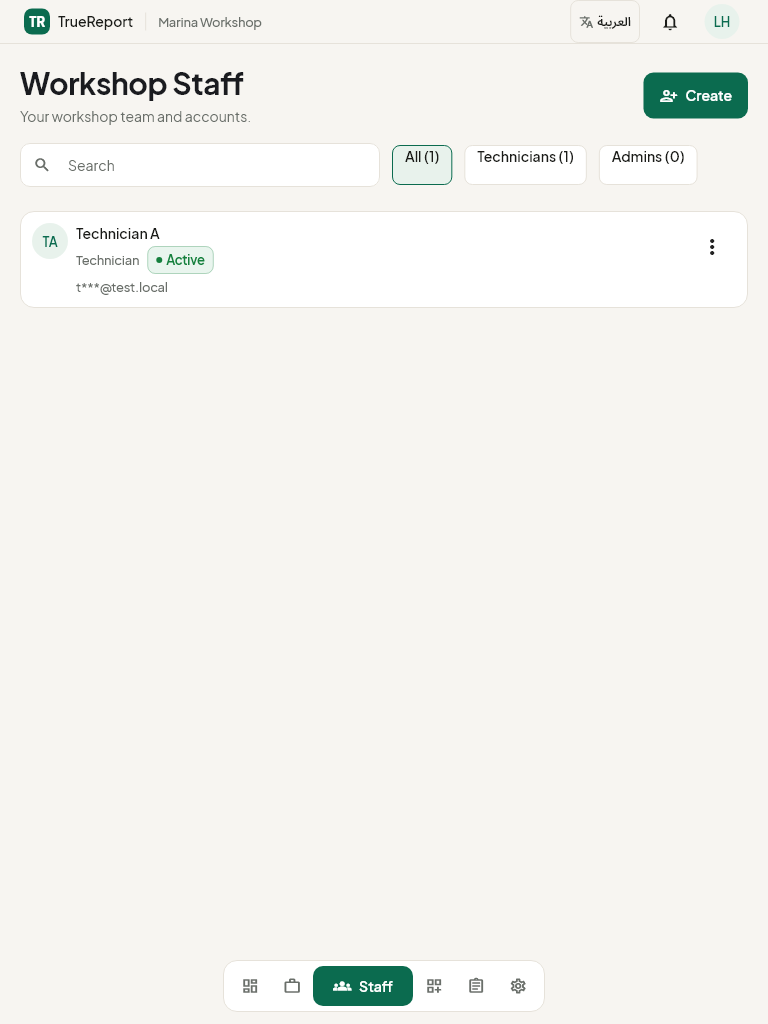 TR TrueReport Marina Workshop العربية LH
Workshop Staff
Your workshop team and accounts.
Create
Search All (1) Technicians (1) Admins (0)
TA Technician A
Technician Active
t***@test.local
Staff